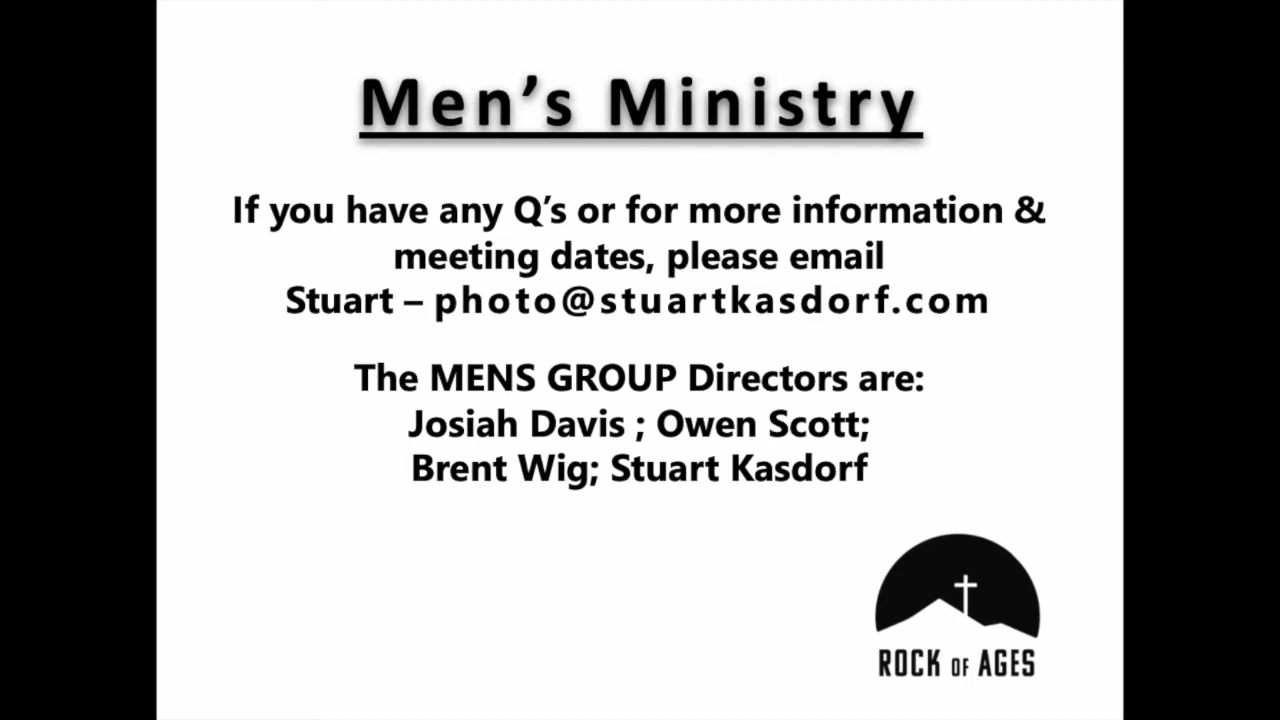 Men’s Ministry
If you have any Q’s or for more information &
meeting dates, please email
Stuart – photo@stuartkasdorf.com
The MENS GROUP Directors are:
Josiah Davis ; Owen Scott;
Brent Wig; Stuart Kasdorf
ROCK OF AGES